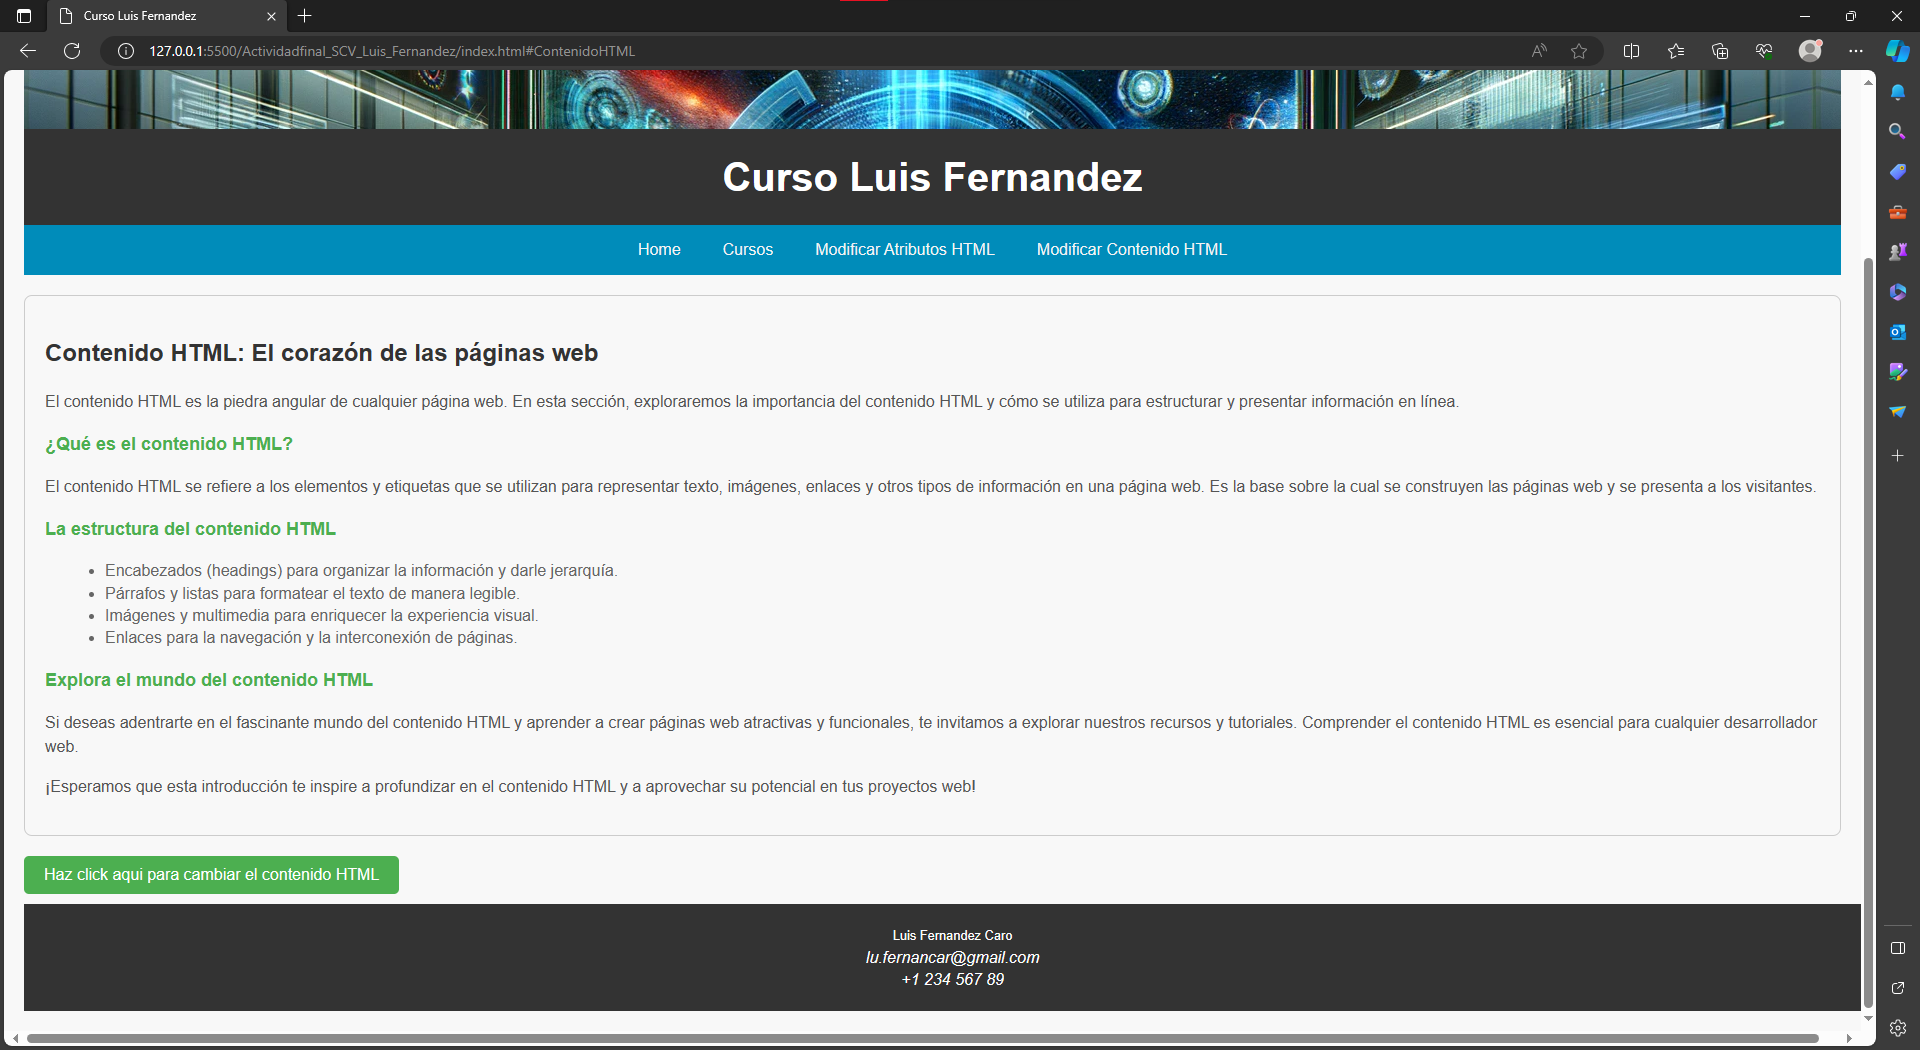 Curso Luis Fernandez
127.0.0.1:5500/Actividadfinal_SCV_Luis_Fernandez/index.html#ContenidoHTML
Curso Luis Fernandez
Home Cursos Modificar Atributos HTML Modificar Contenido HTML
Contenido HTML: El corazón de las páginas web
El contenido HTML es la piedra angular de cualquier página web. En esta sección, exploraremos la importancia del contenido HTML y cómo se utiliza para estructurar y presentar información en línea.
¿Qué es el contenido HTML?
El contenido HTML se refiere a los elementos y etiquetas que se utilizan para representar texto, imágenes, enlaces y otros tipos de información en una página web. Es la base sobre la cual se construyen las páginas web y se presenta a los visitantes.
La estructura del contenido HTML
• Encabezados (headings) para organizar la información y darle jerarquía.
• Párrafos y listas para formatear el texto de manera legible.
• Imágenes y multimedia para enriquecer la experiencia visual.
• Enlaces para la navegación y la interconexión de páginas.
Explora el mundo del contenido HTML
Si deseas adentrarte en el fascinante mundo del contenido HTML y aprender a crear páginas web atractivas y funcionales, te invitamos a explorar nuestros recursos y tutoriales. Comprender el contenido HTML es esencial para cualquier desarrollador
web.
¡Esperamos que esta introducción te inspire a profundizar en el contenido HTML y a aprovechar su potencial en tus proyectos web!
Haz click aqui para cambiar el contenido HTML
Luis Fernandez Caro
lu.fernancar@gmail.com
+1 234 567 89